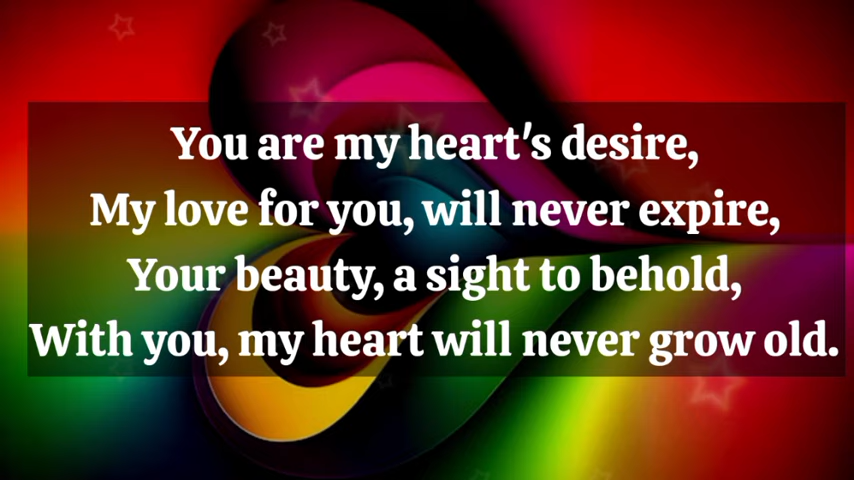 You are my heart's desire,
My love for you, will never expire,
Your beauty, a sight to behold,
With you, my heart will never grow old.